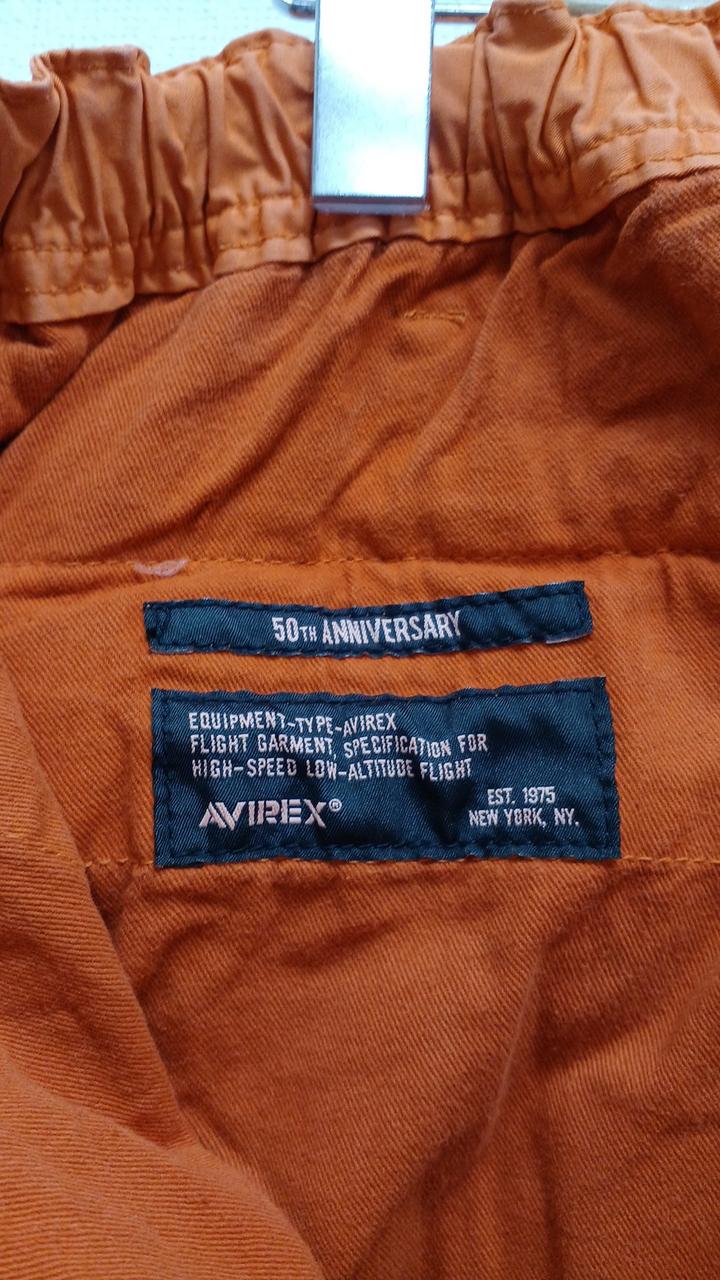 50TH ANNIVERSARY
EQUIPMENT-TYPE-AVIREX
FLIGHT GARMENT, SPECIFICATION FOR
HIGH-SPEED LOW-ALTITUDE FLIGHT
AVIREX®
EST. 1975
NEW YORK, NY.